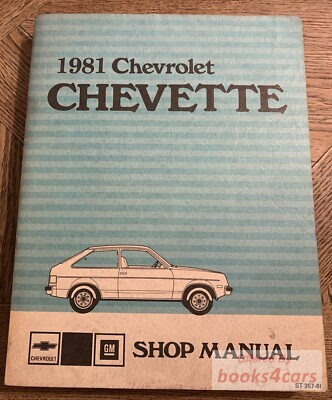 1981 Chevrolet
CHEVETTE
CHEVROLET
GM
SHOP MANUAL
ST 357-81
books4cars